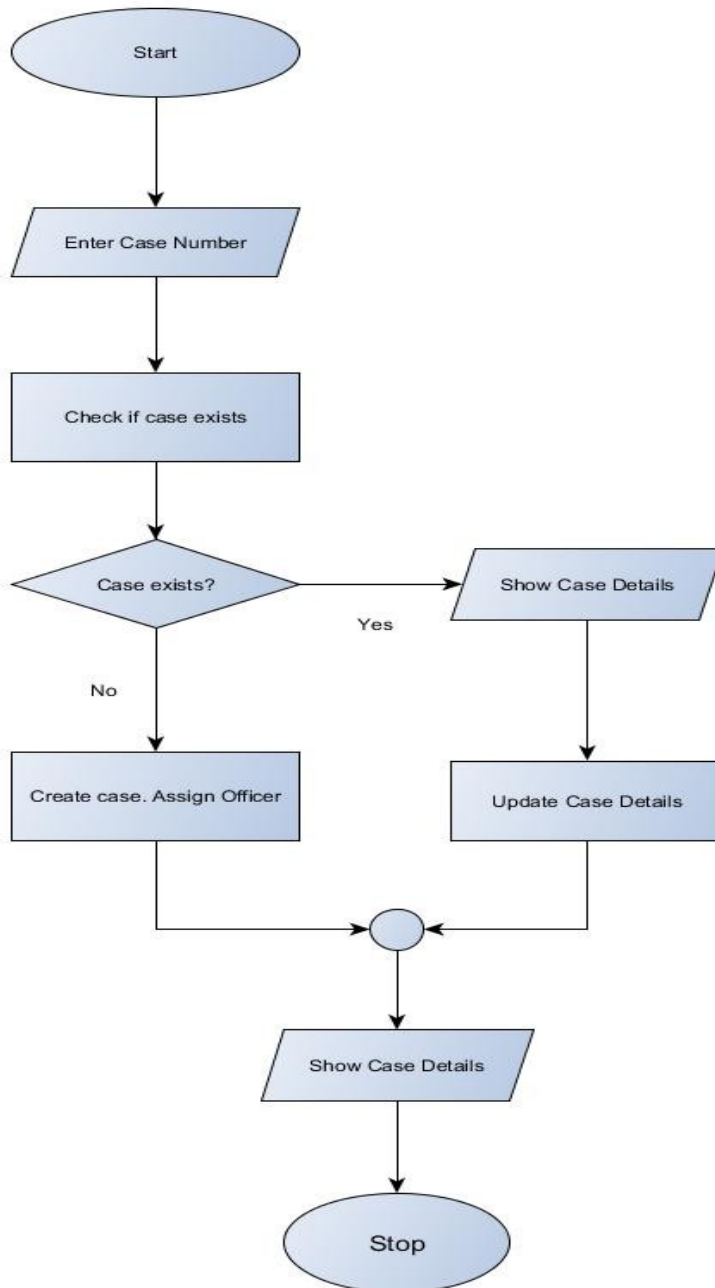 Start
Enter Case Number
Check if case exists
Case exists?
Yes
Show Case Details
No
Create case. Assign Officer
Update Case Details
Show Case Details
Stop